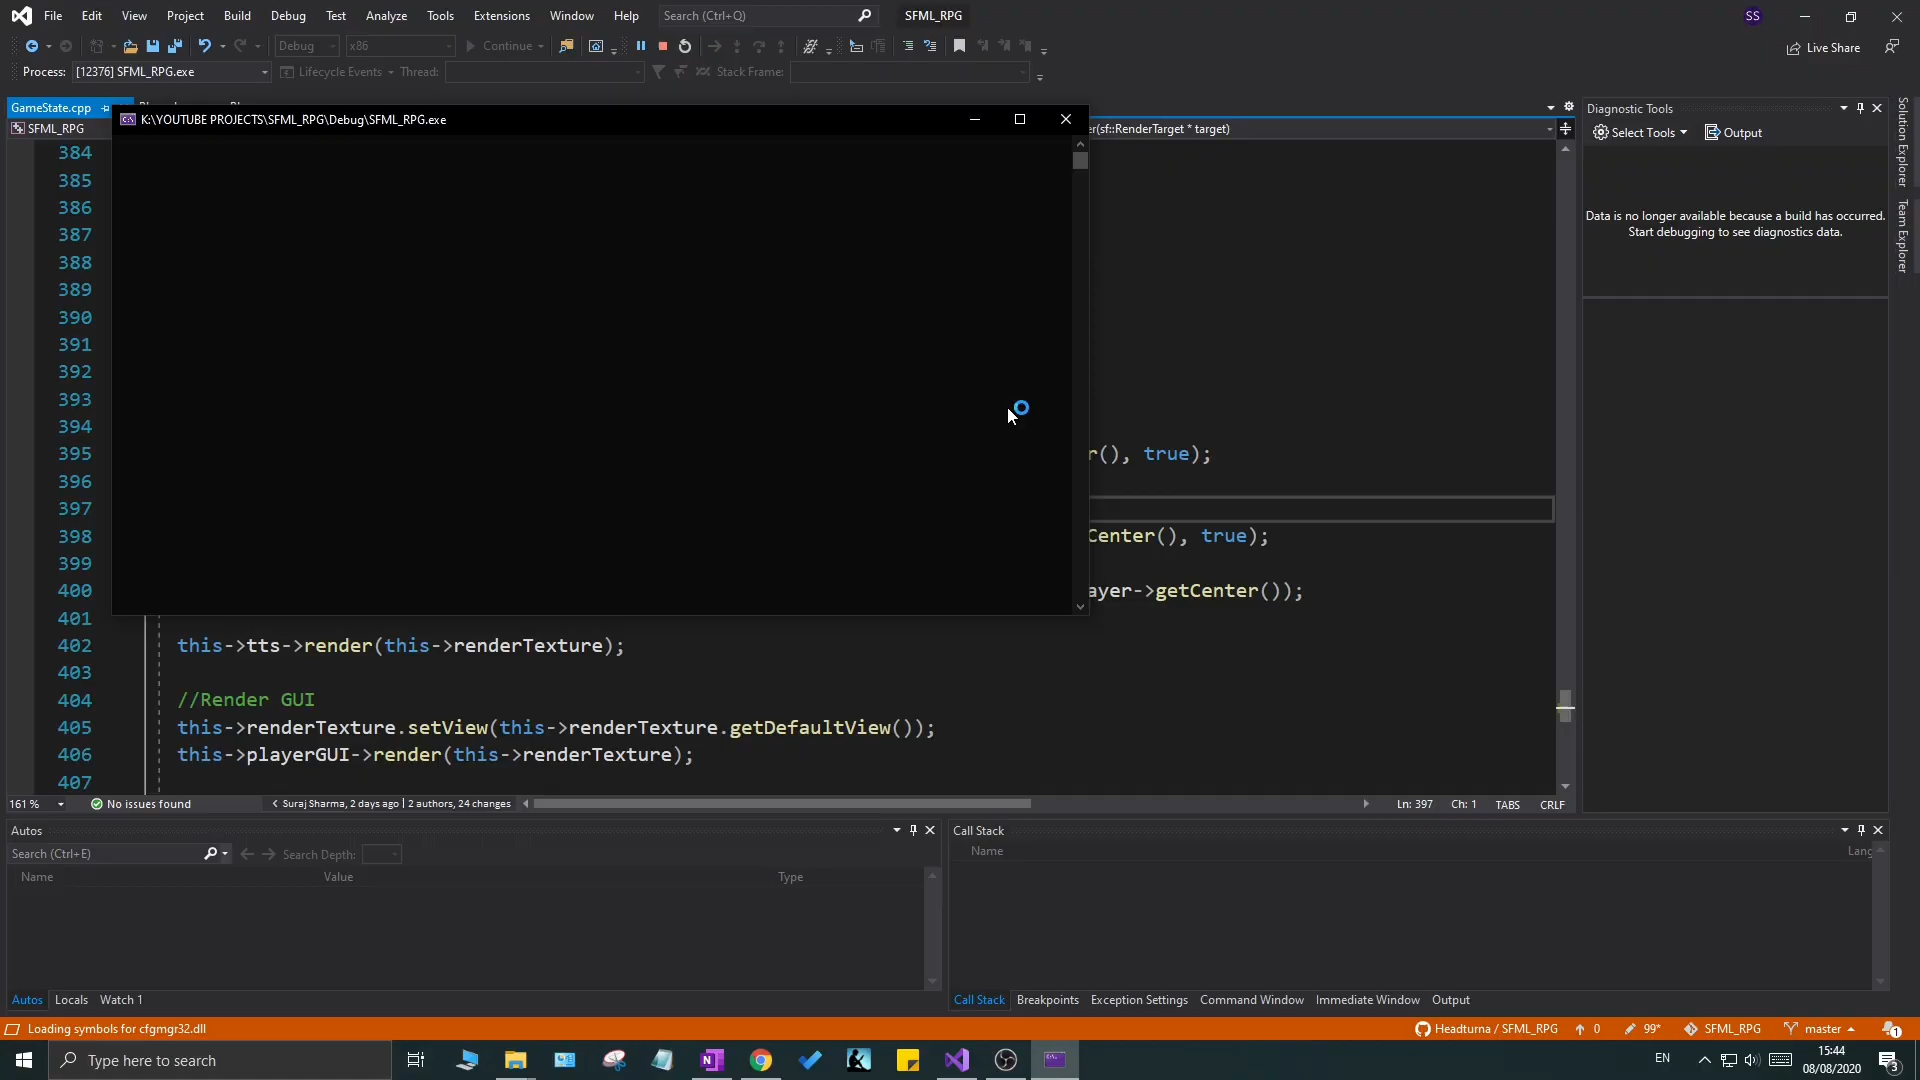 File Edit View Project Build Debug Test Analyze Tools Extensions Window Help Search (Ctrl+Q) SFML_RPG SS
Debug x86 Continue Live Share
Process: [12376] SFML_RPG.exe Lifecycle Events Thread: Stack Frame:
GameState.cpp
K:\YOUTUBE PROJECTS\SFML_RPG\Debug\SFML_RPG.exe
SFML_RPG
r(sf::RenderTarget * target)
Diagnostic Tools
Select Tools Output
Data is no longer available because a build has occurred.
Start debugging to see diagnostics data.
Solution Explorer
Team Explorer
384
385
386
387
388
389
390
391
392
393
394
395 r(), true);
396
397
398 Center(), true);
399
400 ayer->getCenter());
401
402 this->tts->render(this->renderTexture);
403
404 //Render GUI
405 this->renderTexture.setView(this->renderTexture.getDefaultView());
406 this->playerGUI->render(this->renderTexture);
407
161 % No issues found Suraj Sharma, 2 days ago | 2 authors, 24 changes Ln: 397 Ch: 1 TABS CRLF
Autos
Search (Ctrl+E) Search Depth:
Name Value Type
Autos Locals Watch 1
Call Stack
Name Lang
Call Stack Breakpoints Exception Settings Command Window Immediate Window Output
Loading symbols for cfgmgr32.dll Headturna / SFML_RPG 0 99* SFML_RPG master 1
Type here to search EN 15:44
08/08/2020 3